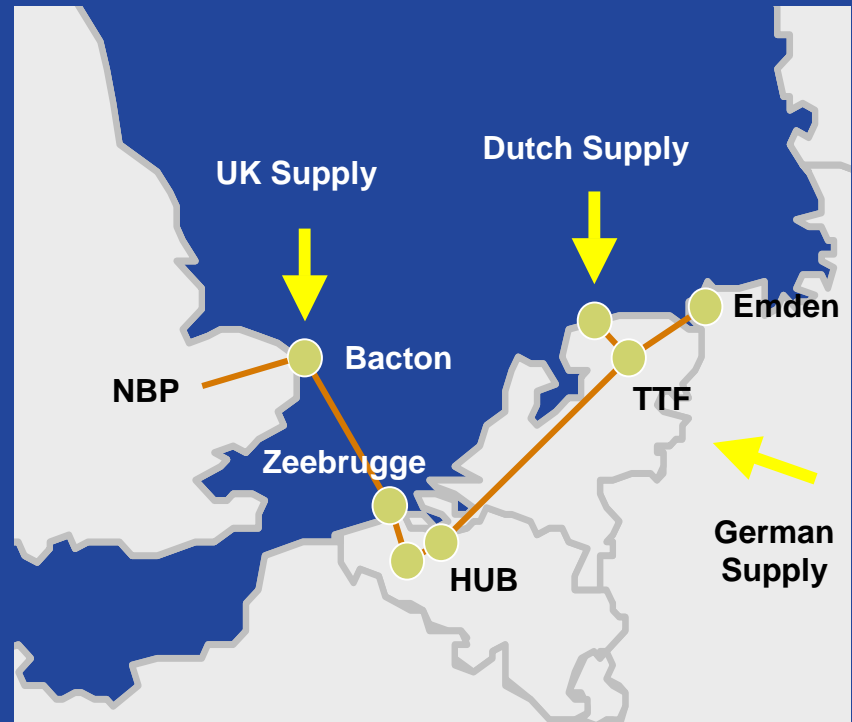 Dutch Supply
UK Supply
Emden
Bacton
NBP
TTF
Zeebrugge
German
Supply
HUB